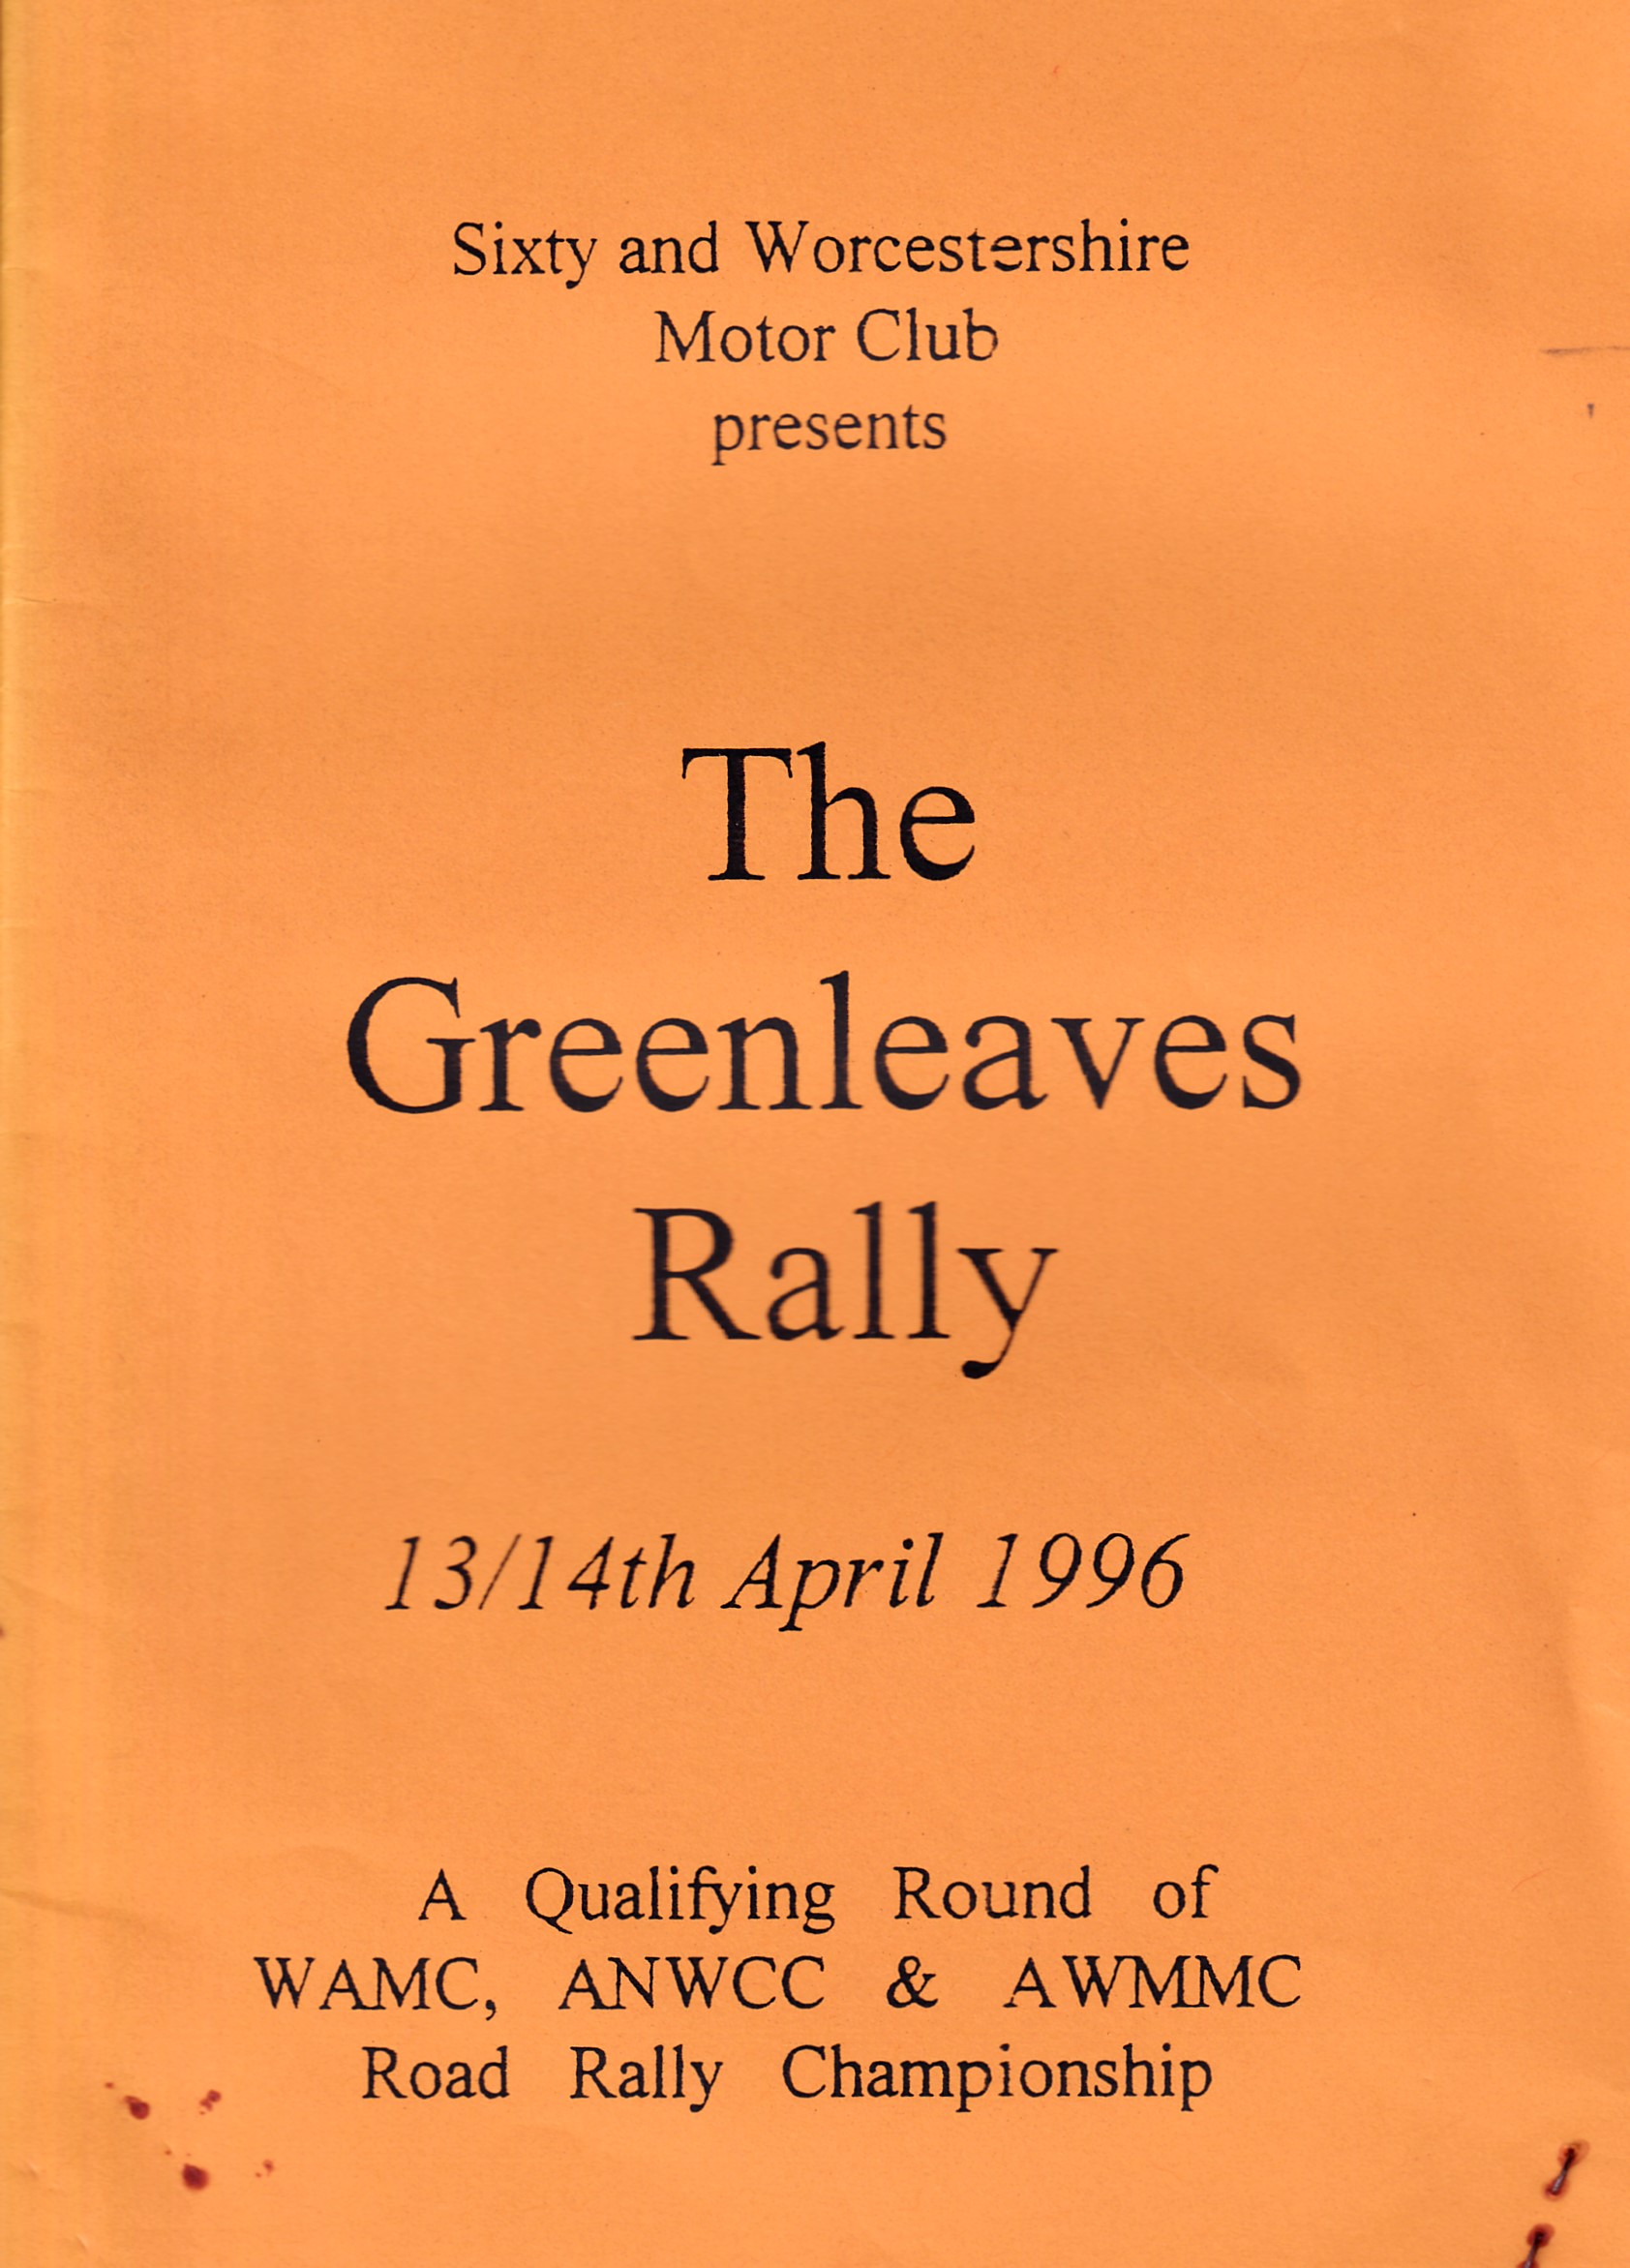 Sixty and Worcestershire
Motor Club
presents
The
Greenleaves
Rally
13/14th April 1996
A Qualifying Round of
WAMC, ANWCC & AWMMC
Road Rally Championship